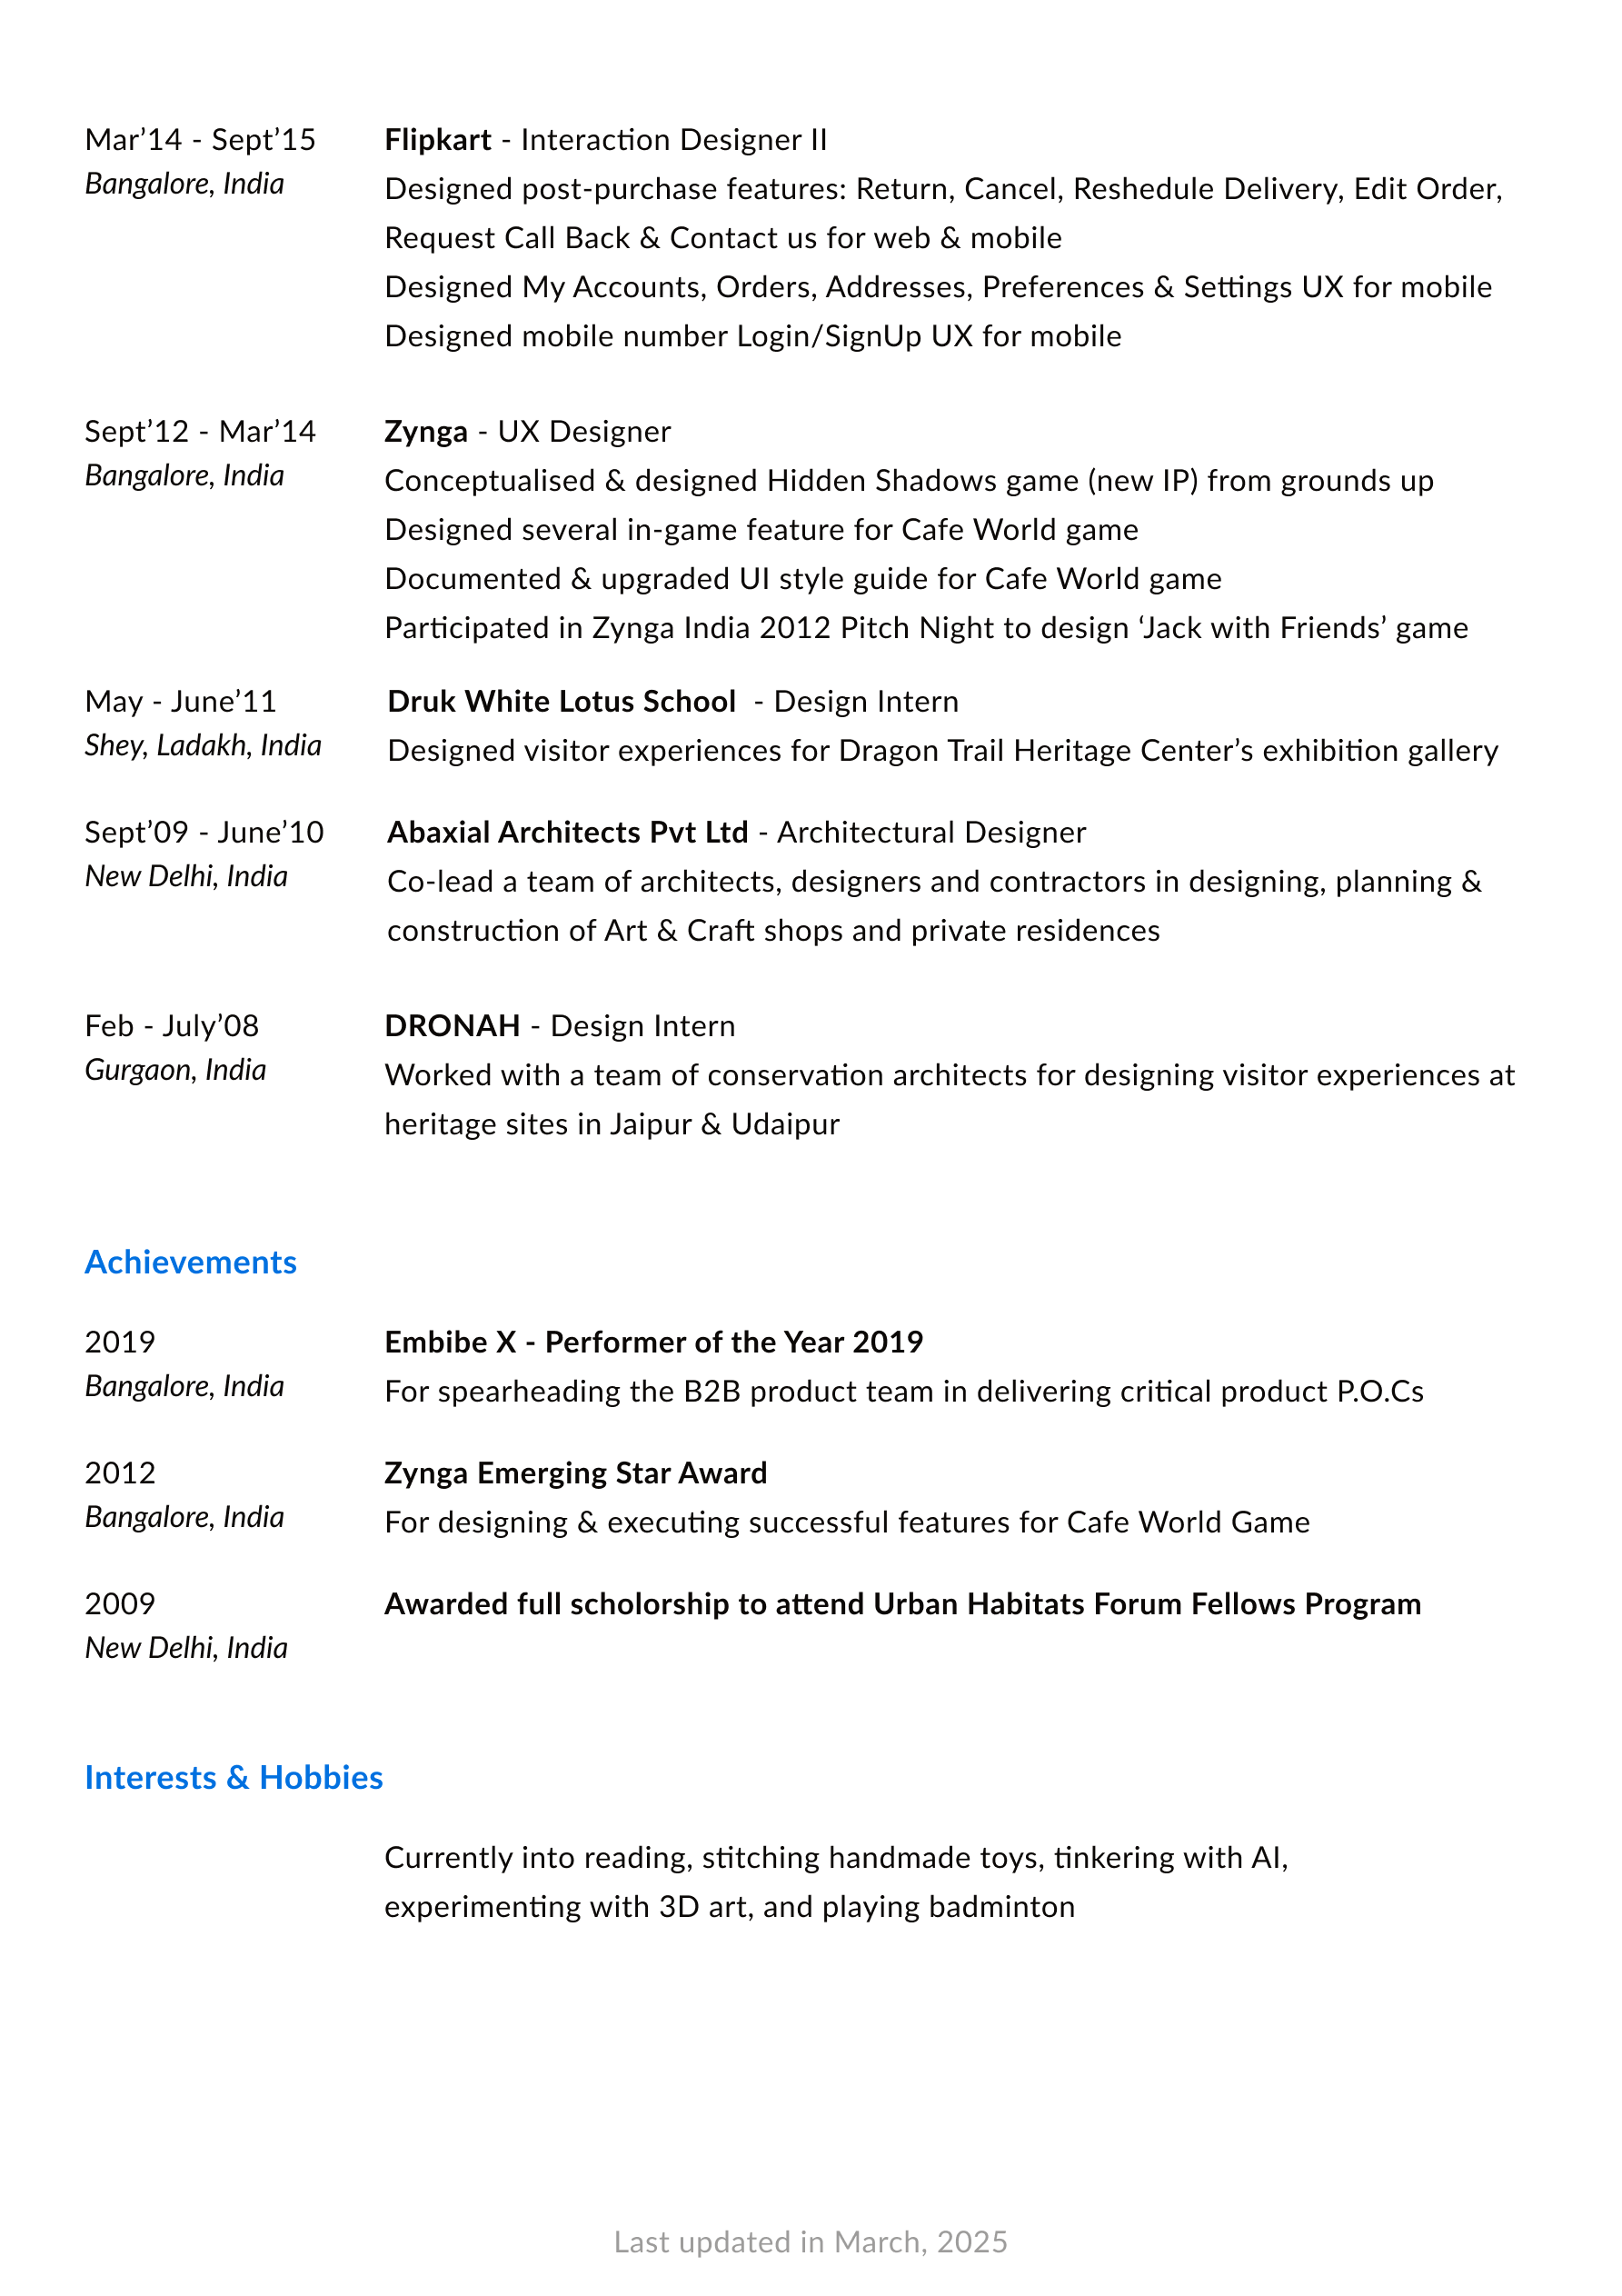 Mar’14 - Sept’15
Bangalore, India
Flipkart - Interaction Designer II
Designed post-purchase features: Return, Cancel, Reshedule Delivery, Edit Order,
Request Call Back & Contact us for web & mobile
Designed My Accounts, Orders, Addresses, Preferences & Settings UX for mobile
Designed mobile number Login/SignUp UX for mobile
Sept’12 - Mar’14
Bangalore, India
Zynga - UX Designer
Conceptualised & designed Hidden Shadows game (new IP) from grounds up
Designed several in-game feature for Cafe World game
Documented & upgraded UI style guide for Cafe World game
Participated in Zynga India 2012 Pitch Night to design ‘Jack with Friends’ game
May - June’11
Shey, Ladakh, India
Druk White Lotus School - Design Intern
Designed visitor experiences for Dragon Trail Heritage Center’s exhibition gallery
Sept’09 - June’10
New Delhi, India
Abaxial Architects Pvt Ltd - Architectural Designer
Co-lead a team of architects, designers and contractors in designing, planning &
construction of Art & Craft shops and private residences
Feb - July’08
Gurgaon, India
DRONAH - Design Intern
Worked with a team of conservation architects for designing visitor experiences at
heritage sites in Jaipur & Udaipur
Achievements
2019
Bangalore, India
Embibe X - Performer of the Year 2019
For spearheading the B2B product team in delivering critical product P.O.Cs
2012
Bangalore, India
Zynga Emerging Star Award
For designing & executing successful features for Cafe World Game
2009
New Delhi, India
Awarded full scholorship to attend Urban Habitats Forum Fellows Program
Interests & Hobbies
Currently into reading, stitching handmade toys, tinkering with AI,
experimenting with 3D art, and playing badminton
Last updated in March, 2025